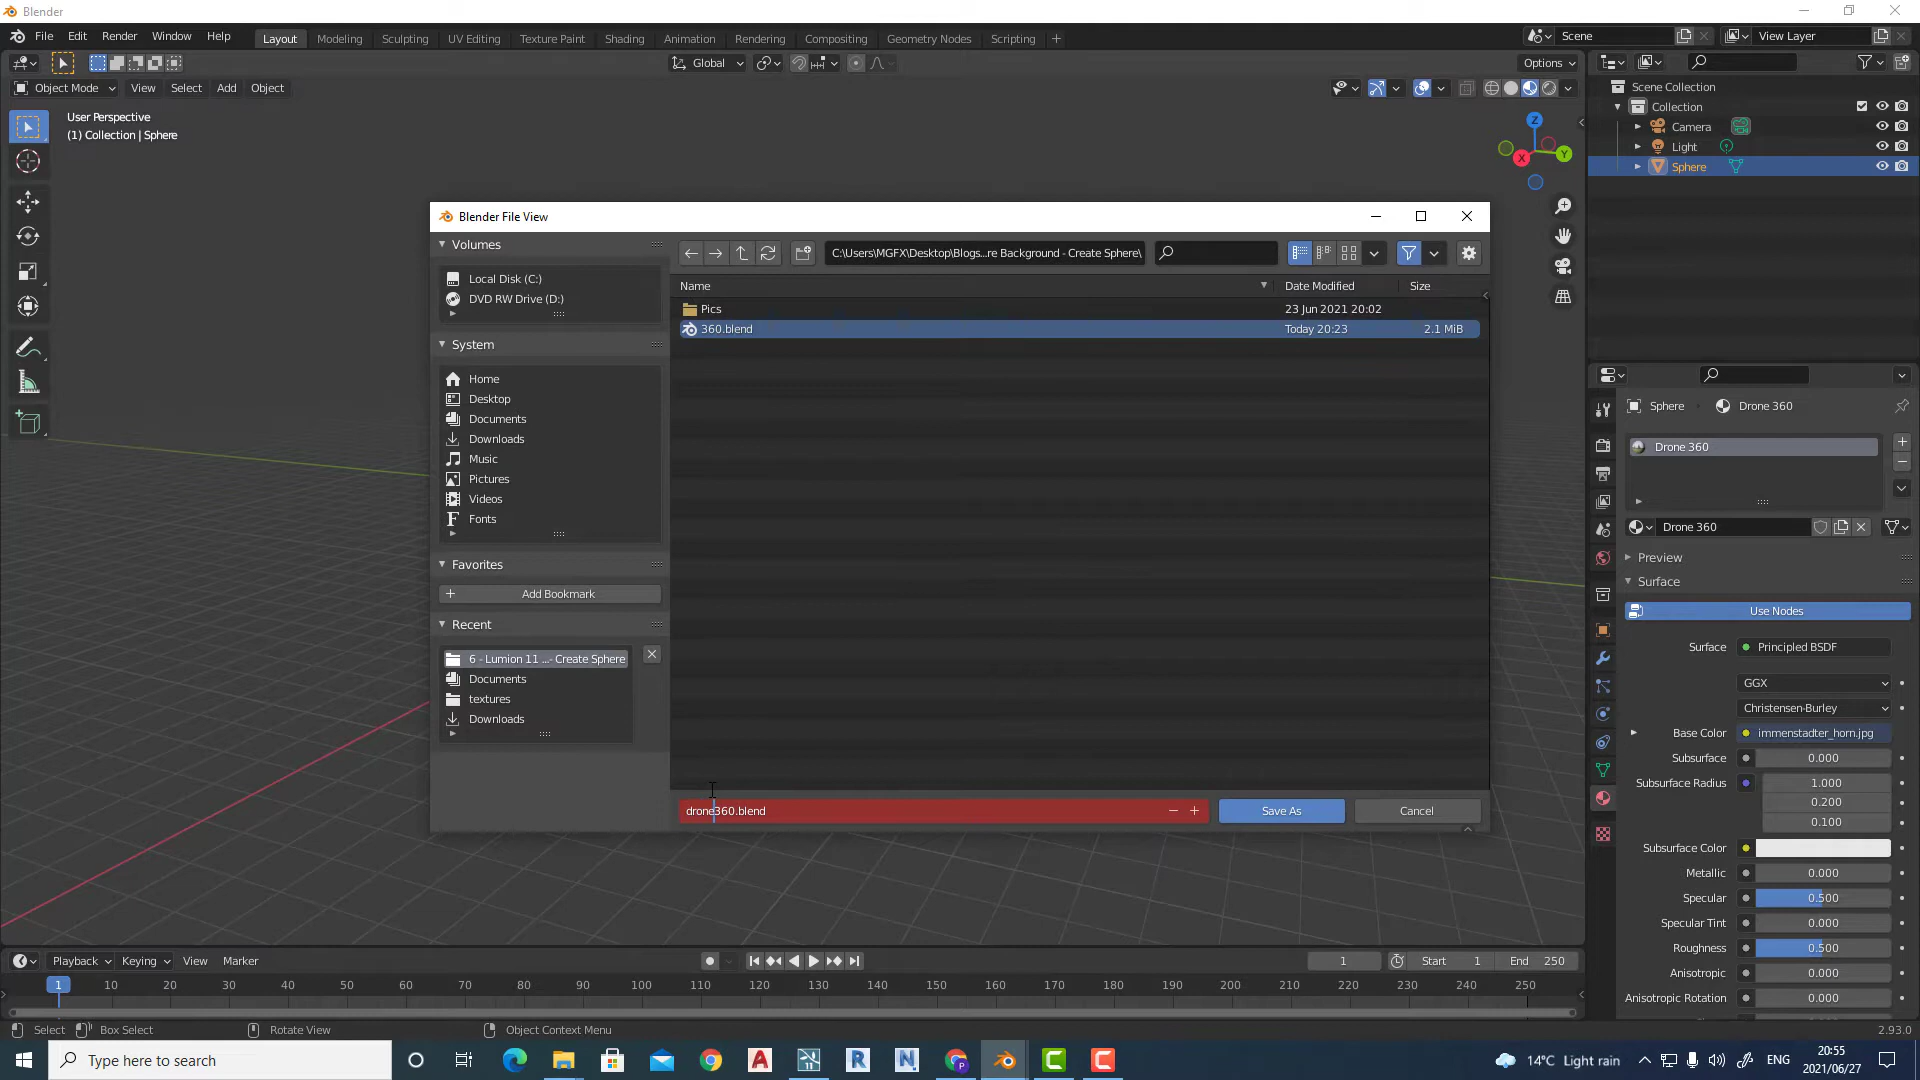 Blender
File Edit Render Window Help
Layout Modeling Sculpting UV Editing Texture Paint Shading Animation Rendering Compositing Geometry Nodes Scripting +
Scene
View Layer
Global
Options
Object Mode View Select Add Object
User Perspective
(1) Collection | Sphere
Z
Y
X
Scene Collection
Collection
Camera
Light
Sphere
Blender File View
Volumes
Local Disk (C:)
DVD RW Drive (D:)
System
Home
Desktop
Documents
Downloads
Music
Pictures
Videos
Fonts
Favorites
Add Bookmark
Recent
6 - Lumion 11 ...- Create Sphere
Documents
textures
Downloads
C:\Users\MGFX\Desktop\Blogs...re Background - Create Sphere\
Name Date Modified Size
Pics 23 Jun 2021 20:02
360.blend Today 20:23 2.1 MiB
drone360.blend
Save As
Cancel
Sphere Drone 360
Drone 360
Drone 360
Preview
Surface
Use Nodes
Surface Principled BSDF
GGX
Christensen-Burley
Base Color immenstadter_horn.jpg
Subsurface 0.000
Subsurface Radius 1.000
0.200
0.100
Subsurface Color
Metallic 0.000
Specular 0.500
Specular Tint 0.000
Roughness 0.500
Anisotropic 0.000
Anisotropic Rotation 0.000
Playback Keying View Marker
1 Start 1 End 250
1 10 20 30 40 50 60 70 80 90 100 110 120 130 140 150 160 170 180 190 200 210 220 230 240 250
Select Box Select Rotate View Object Context Menu
2.93.0
Type here to search
14°C Light rain
ENG
20:55
2021/06/27